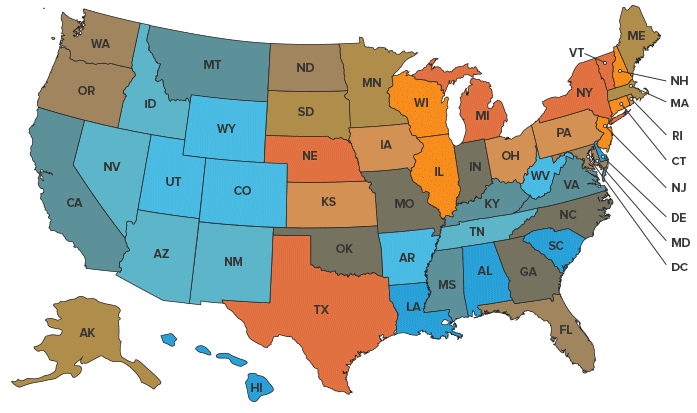 WA
MT
ND
MN
ME
VT
OR
ID
SD
WI
MI
NY
NH
MA
WY
NE
IA
PA
RI
NV
UT
CO
KS
IL
IN
OH
WV
CT
CA
MO
KY
VA
NJ
AZ
NM
OK
AR
TN
NC
DE
MS
AL
GA
SC
MD
DC
TX
LA
FL
AK
HI